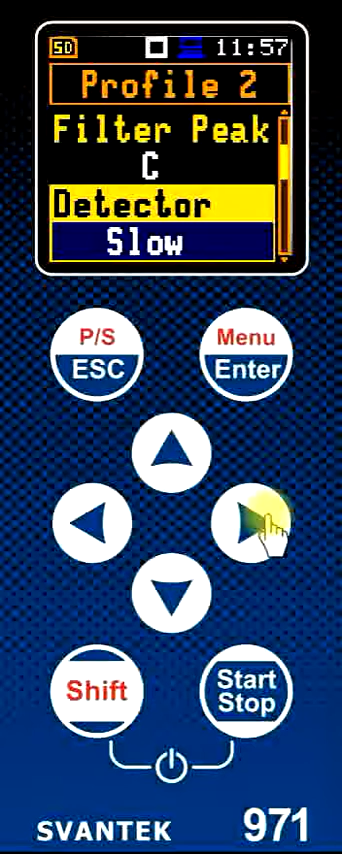 SD 11:57
Profile 2
Filter Peak
C
Detector
Slow
P/S
ESC
Menu
Enter
Shift
Start
Stop
SVANTEK 971